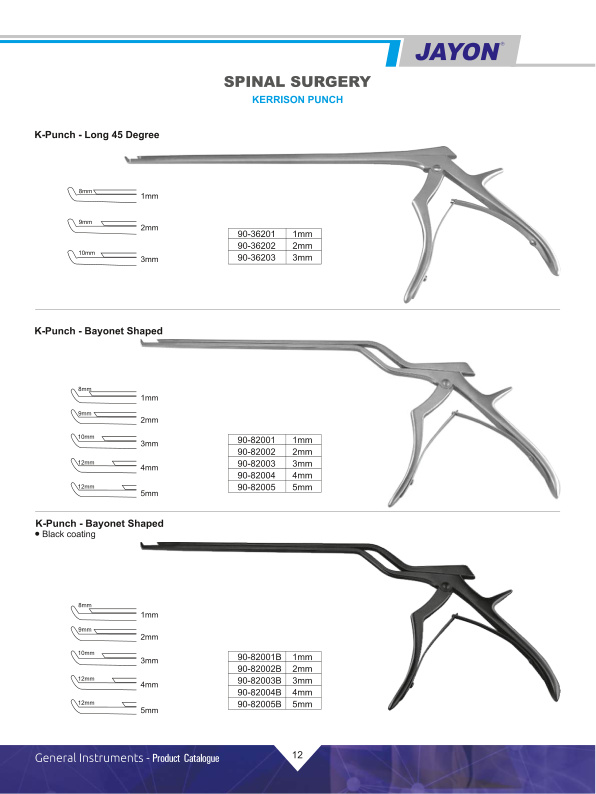 JAYON®
SPINAL SURGERY
KERRISON PUNCH
K-Punch - Long 45 Degree
8mm 1mm
9mm 2mm
10mm 3mm
90-36201 1mm
90-36202 2mm
90-36203 3mm
K-Punch - Bayonet Shaped
8mm 1mm
9mm 2mm
10mm 3mm
12mm 4mm
12mm 5mm
90-82001 1mm
90-82002 2mm
90-82003 3mm
90-82004 4mm
90-82005 5mm
K-Punch - Bayonet Shaped
• Black coating
8mm 1mm
9mm 2mm
10mm 3mm
12mm 4mm
12mm 5mm
90-82001B 1mm
90-82002B 2mm
90-82003B 3mm
90-82004B 4mm
90-82005B 5mm
General Instruments - Product Catalogue
12